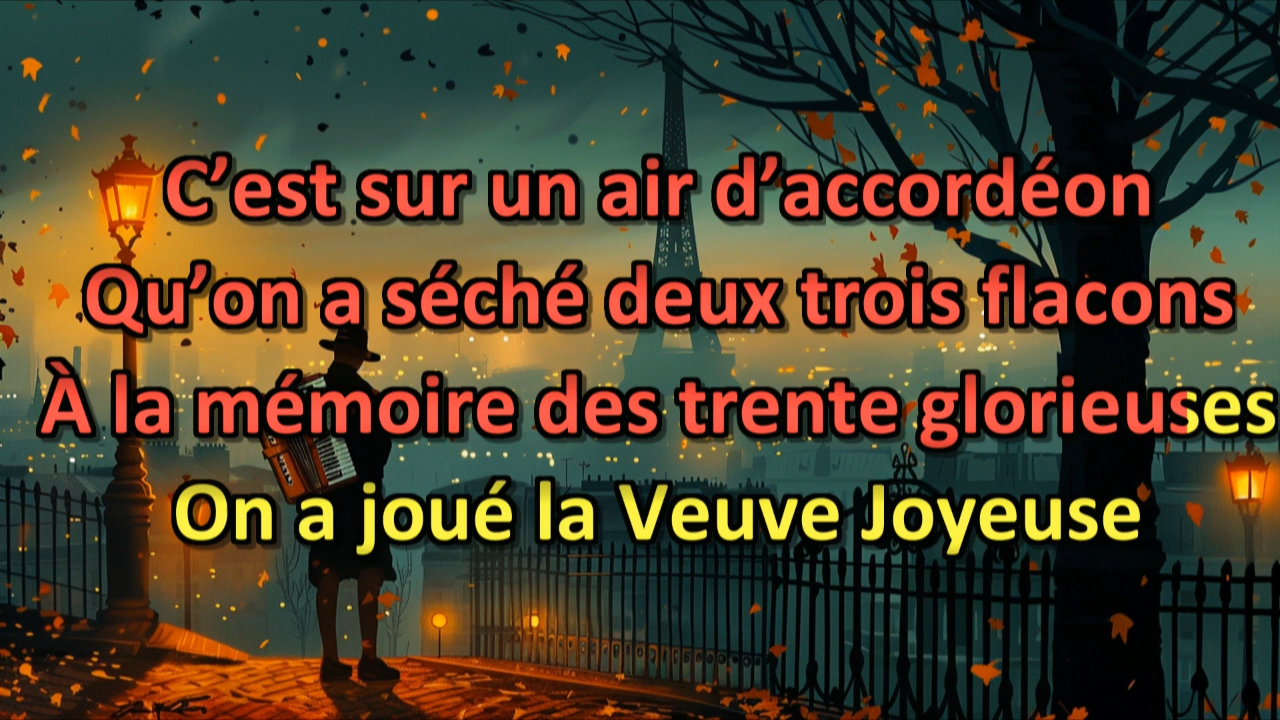 C’est sur un air d’accordéon
Qu’on a séché deux trois flacons
À la mémoire des trente glorieuses
On a joué la Veuve Joyeuse